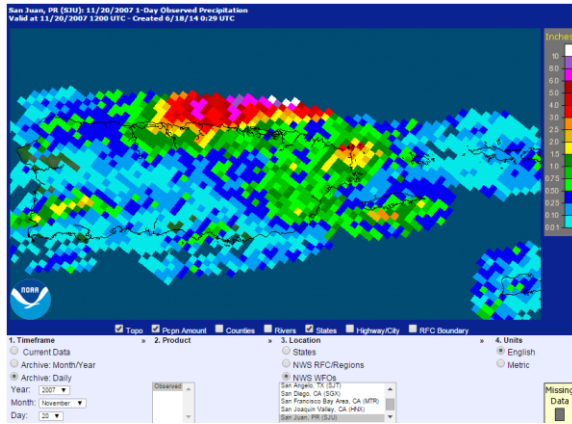 San Juan, PR (SJU): 11/20/2007 1-Day Observed Precipitation
Valid at 11/20/2007 1200 UTC - Created 6/18/14 0:29 UTC
Inches
10
8.0
6.0
5.0
4.0
3.0
2.5
2.0
1.5
1.0
0.75
0.50
0.25
0.10
0.01
NOAA
Topo Pcpn Amount Counties Rivers States Highway/City RFC Boundary
1. Timeframe » 2. Product » 3. Location » 4. Units
Current Data
Archive: Month/Year
Archive: Daily
Year: 2007
Month: November
Day: 20
Observed
States
NWS RFC/Regions
NWS WFOs
San Angelo, TX (SJT)
San Diego, CA (SGX)
San Francisco Bay Area, CA (MTR)
San Joaquin Valley, CA (HNX)
San Juan, PR (SJU)
English
Metric
Missing
Data